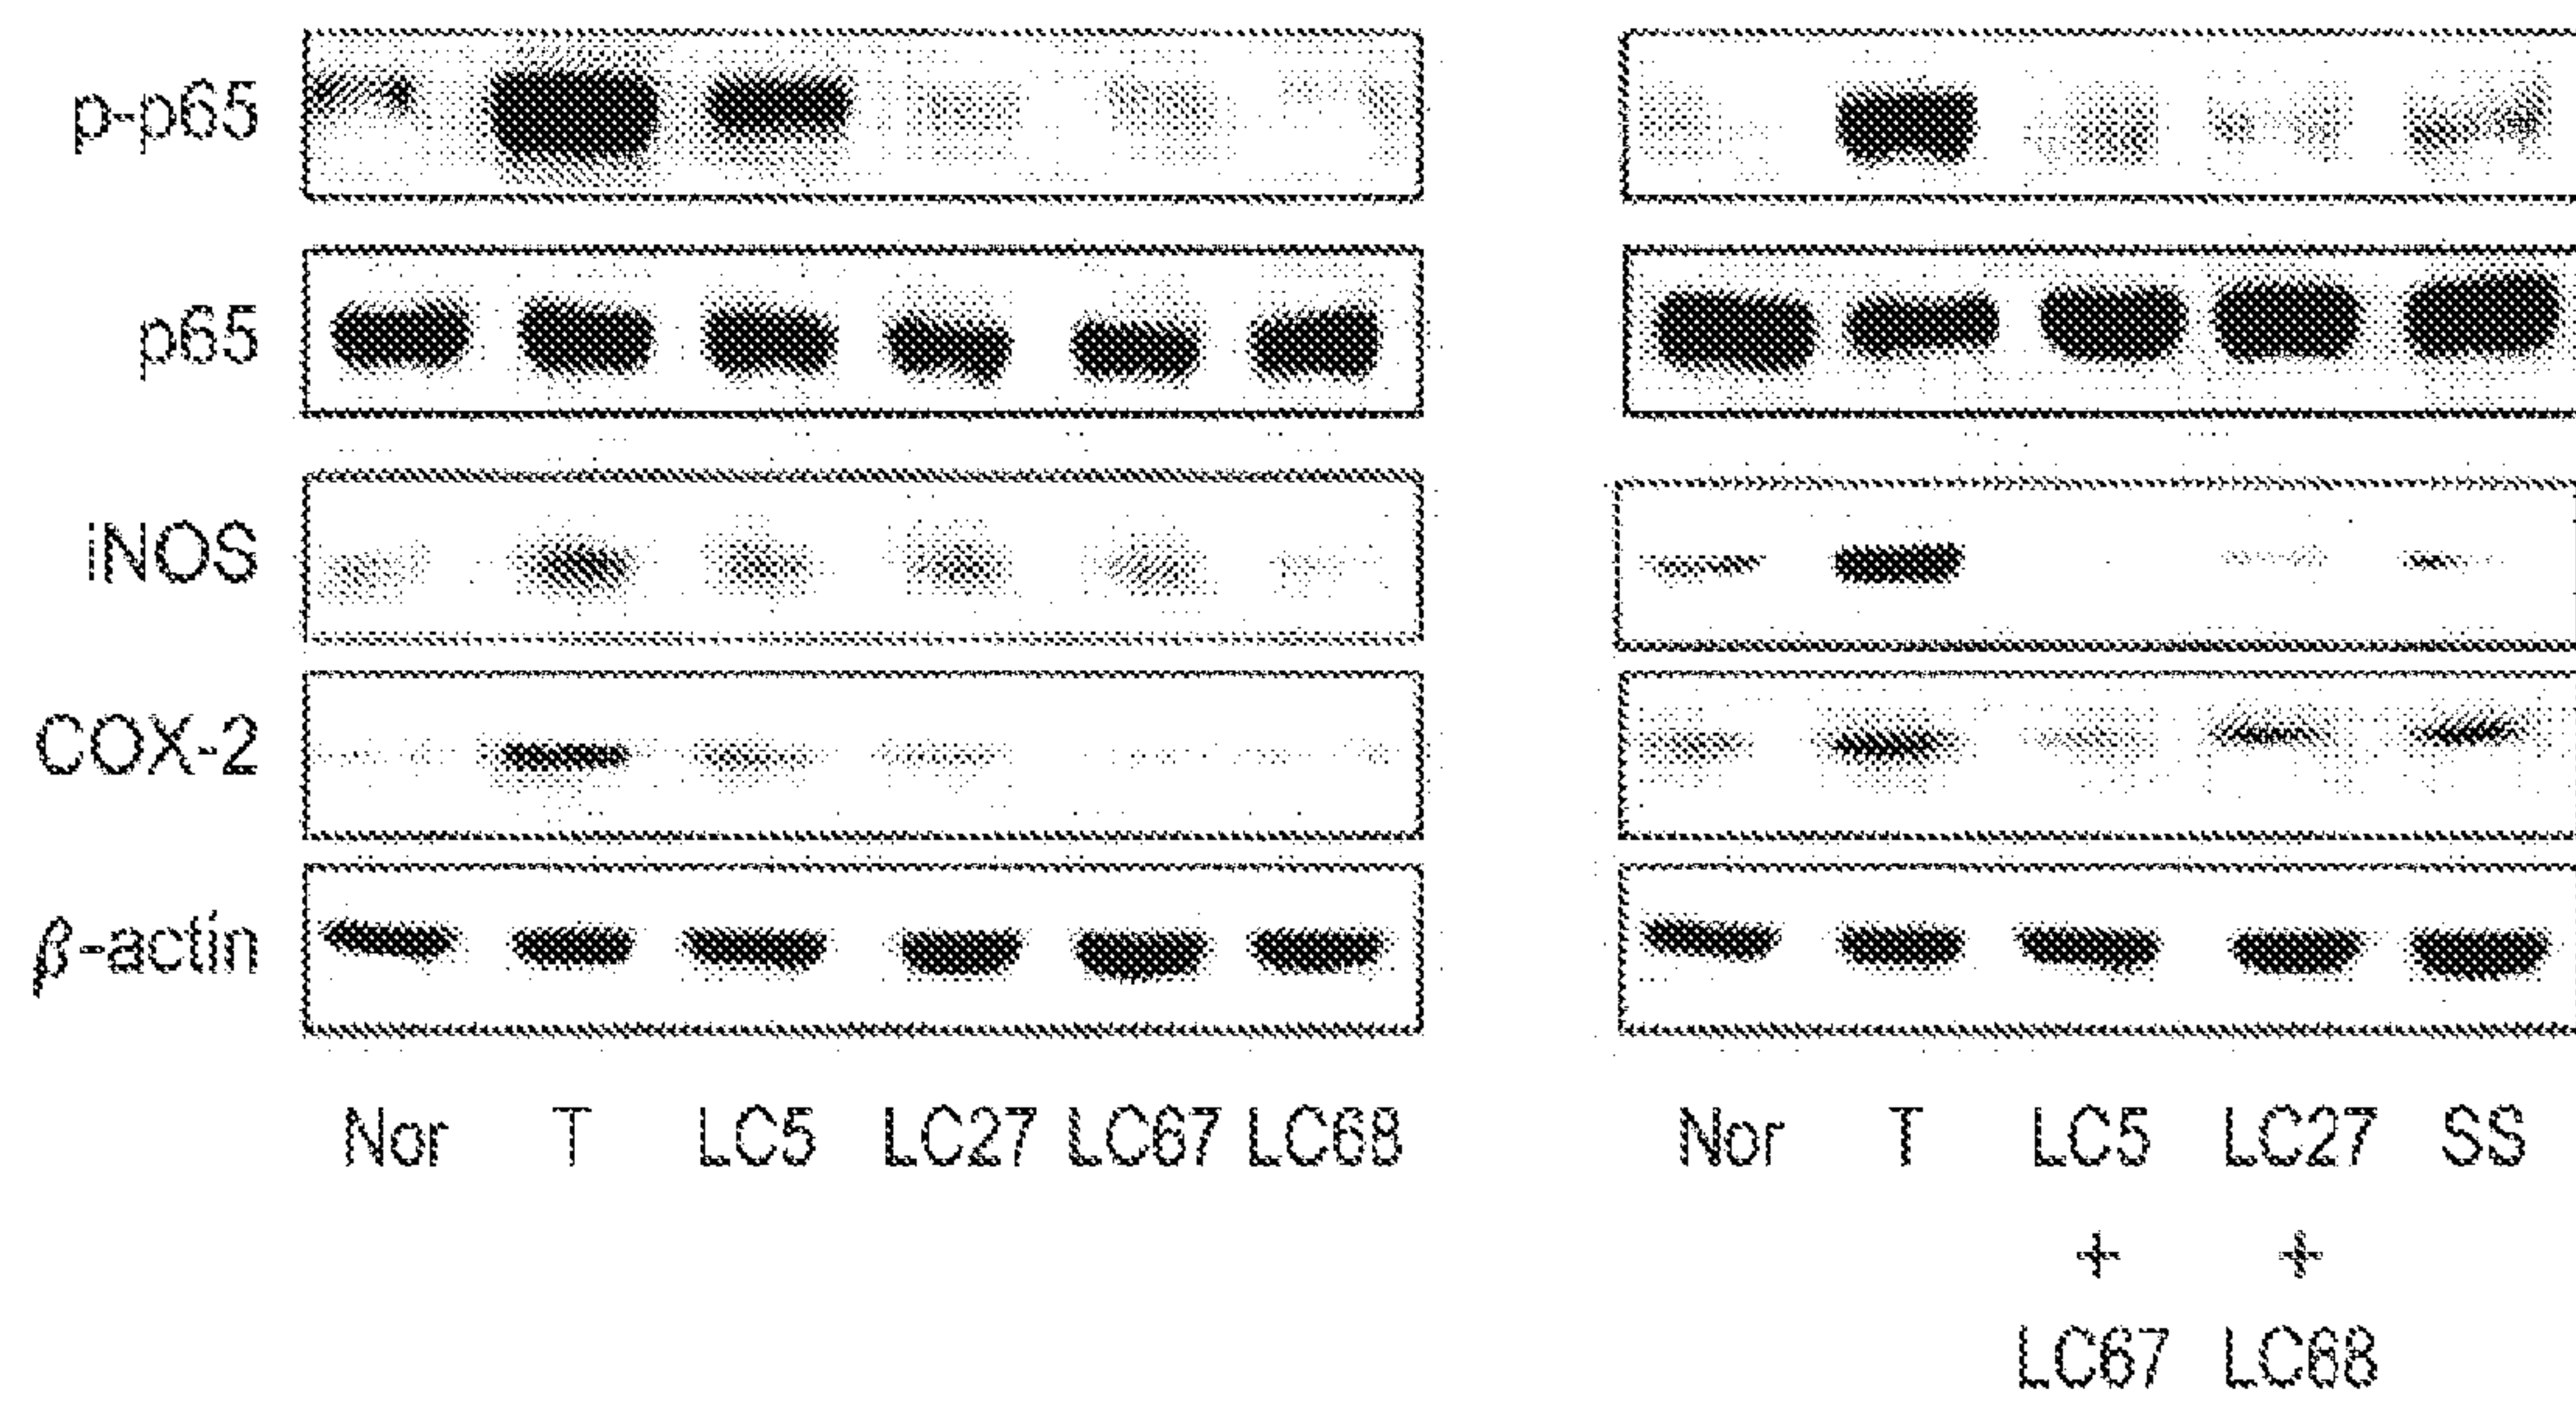 p-p65
p65
iNOS
COX-2
β-actin
Nor T LC5 LC27 LC67 LC68 Nor T LC5 LC27 SS
+ +
LC67 LC68